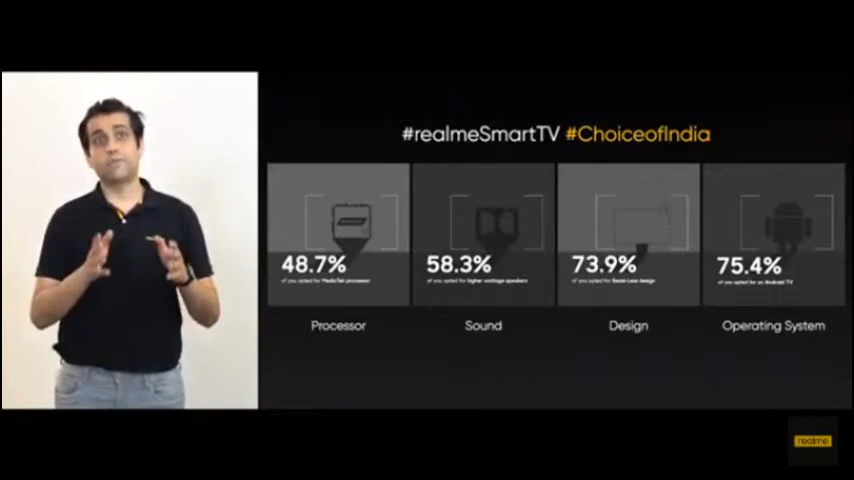 #realmeSmartTV #ChoiceofIndia
48.7%
of you opted for MediaTek processor
58.3%
of you opted for higher wattage speakers
73.9%
of you opted for Bezel-Less design
75.4%
of you opted for an Android TV
Processor
Sound
Design
Operating System
realme